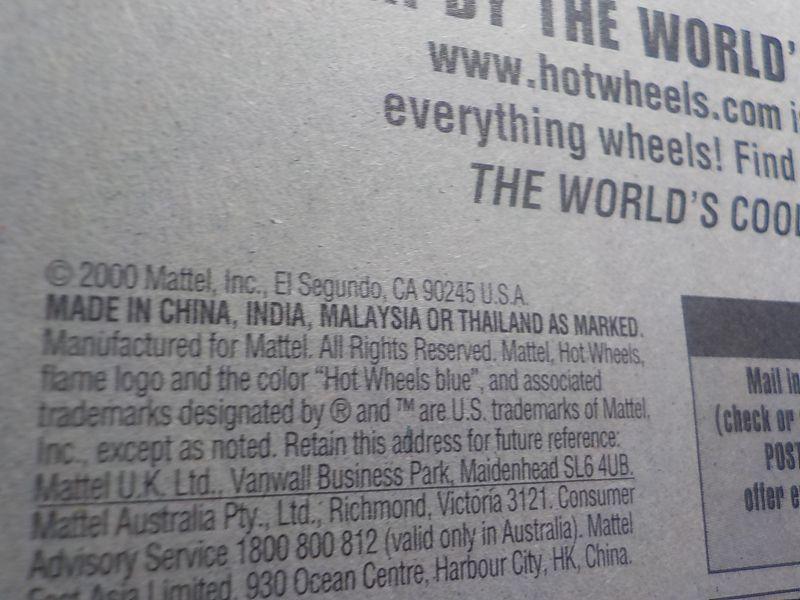 BY THE WORLD'
www.hotwheels.com is
everything wheels! Find
THE WORLD'S COOL
© 2000 Mattel, Inc., El Segundo, CA 90245 U.S.A.
MADE IN CHINA, INDIA, MALAYSIA OR THAILAND AS MARKED.
Manufactured for Mattel. All Rights Reserved. Mattel, Hot Wheels,
flame logo and the color "Hot Wheels blue", and associated
trademarks designated by ® and ™ are U.S. trademarks of Mattel,
Inc., except as noted. Retain this address for future reference:
Mattel U.K. Ltd., Vanwall Business Park, Maidenhead SL6 4UB.
Mattel Australia Pty., Ltd., Richmond, Victoria 3121. Consumer
Advisory Service 1800 800 812 (valid only in Australia). Mattel
East Asia Limited, 930 Ocean Centre, Harbour City, HK, China.
Mail in
(check or
POST
offer e